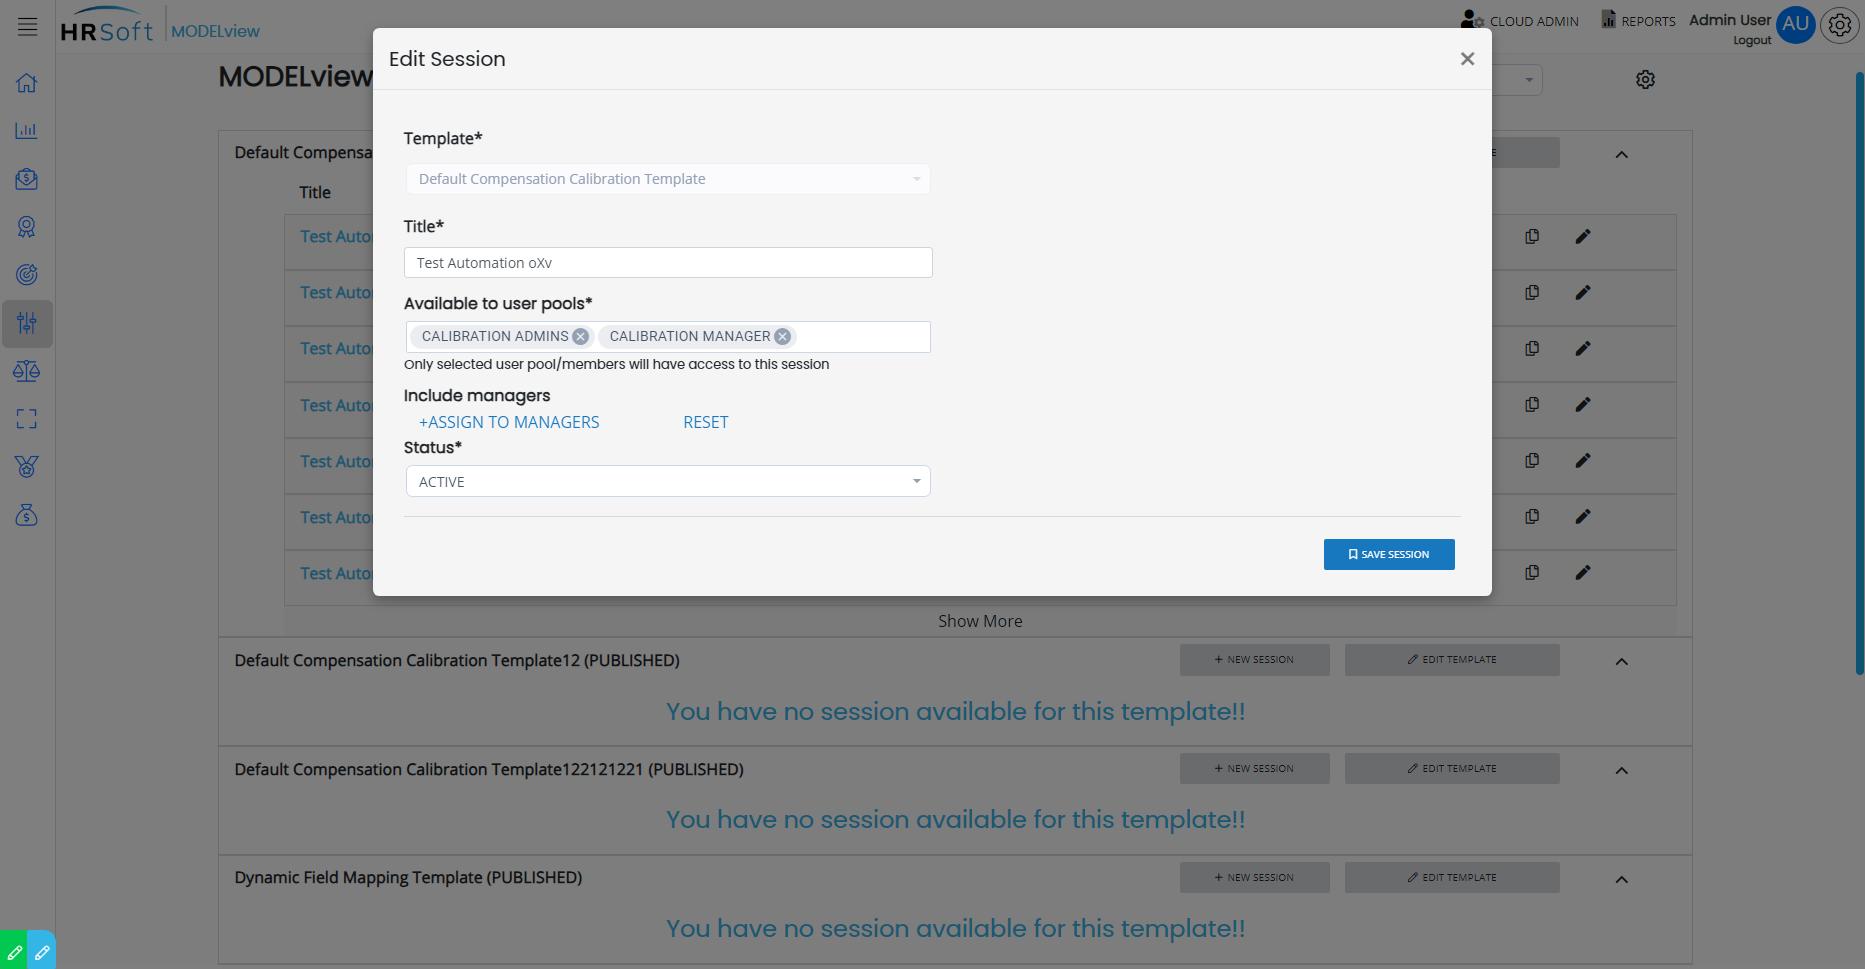 HRSoft MODELview
CLOUD ADMIN
REPORTS
Admin User
Logout
AU
MODELview
Edit Session
Template*
Default Compensation Calibration Template
Title*
Test Automation oXv
Available to user pools*
CALIBRATION ADMINS
CALIBRATION MANAGER
Only selected user pool/members will have access to this session
Include managers
+ASSIGN TO MANAGERS
RESET
Status*
ACTIVE
SAVE SESSION
Default Compensa
E
Title
Test Auto
Test Auto
Test Auto
Test Auto
Test Auto
Test Auto
Test Auto
Show More
Default Compensation Calibration Template12 (PUBLISHED)
+ NEW SESSION
EDIT TEMPLATE
You have no session available for this template!!
Default Compensation Calibration Template122121221 (PUBLISHED)
+ NEW SESSION
EDIT TEMPLATE
You have no session available for this template!!
Dynamic Field Mapping Template (PUBLISHED)
+ NEW SESSION
EDIT TEMPLATE
You have no session available for this template!!